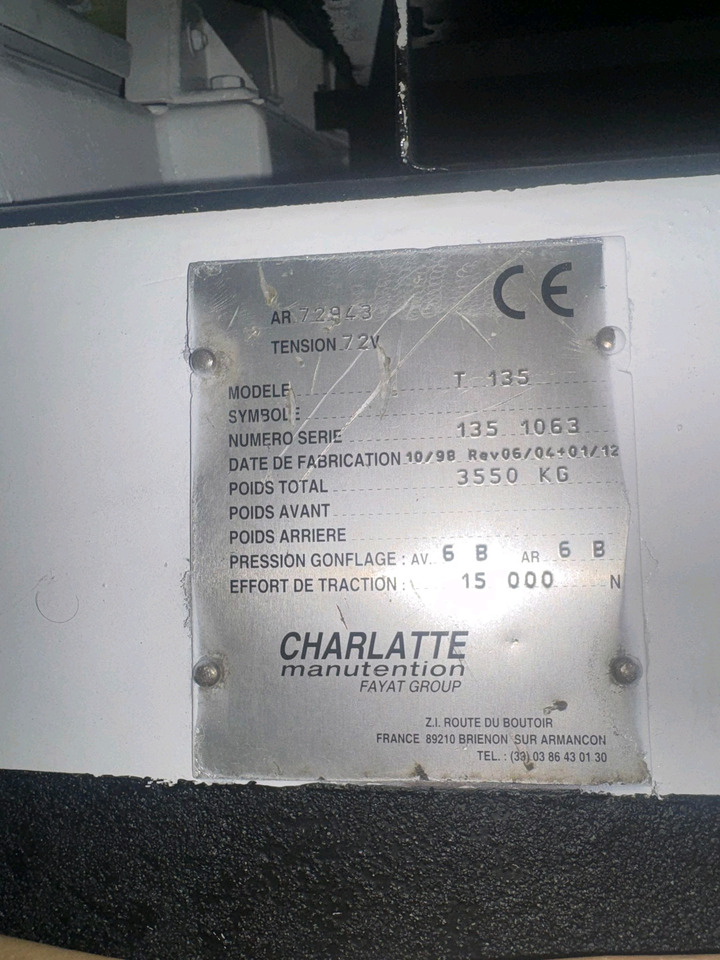 CE
AR 72943
TENSION 72V
MODELE T 135
SYMBOLE
NUMERO SERIE 135 1063
DATE DE FABRICATION 10/98 Rev06/04+01/12
POIDS TOTAL 3550 KG
POIDS AVANT
POIDS ARRIERE
PRESSION GONFLAGE : AV. 6 B AR 6 B
EFFORT DE TRACTION : 15 000 N
CHARLATTE
manutention
FAYAT GROUP
Z.I. ROUTE DU BOUTOIR
FRANCE 89210 BRIENON SUR ARMANCON
TEL. : (33) 03 86 43 01 30